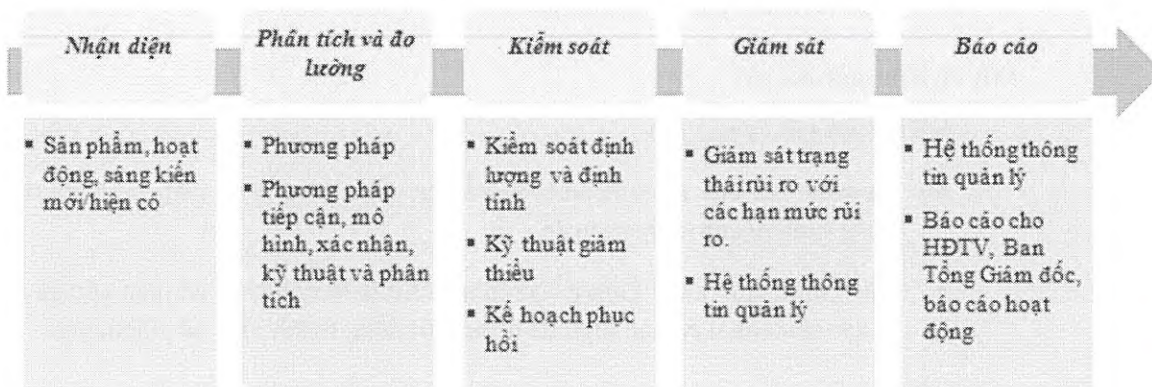 Nhận diện
Phân tích và đo
lường
Kiểm soát
Giám sát
Báo cáo
▪ Sản phẩm, hoạt
động, sáng kiến
mới/hiện có
▪ Phương pháp
▪ Phương pháp
tiếp cận, mô
hình, xác nhận,
kỹ thuật và phân
tích
▪ Kiểm soát định
lượng và định
tính
▪ Kỹ thuật giảm
thiểu
▪ Kế hoạch phục
hồi
▪ Giám sát trạng
thái rủi ro với
các hạn mức rủi
ro.
▪ Hệ thống thông
tin quản lý
▪ Hệ thống thông
tin quản lý
▪ Báo cáo cho
HĐTV, Ban
Tổng Giám đốc,
báo cáo hoạt
động